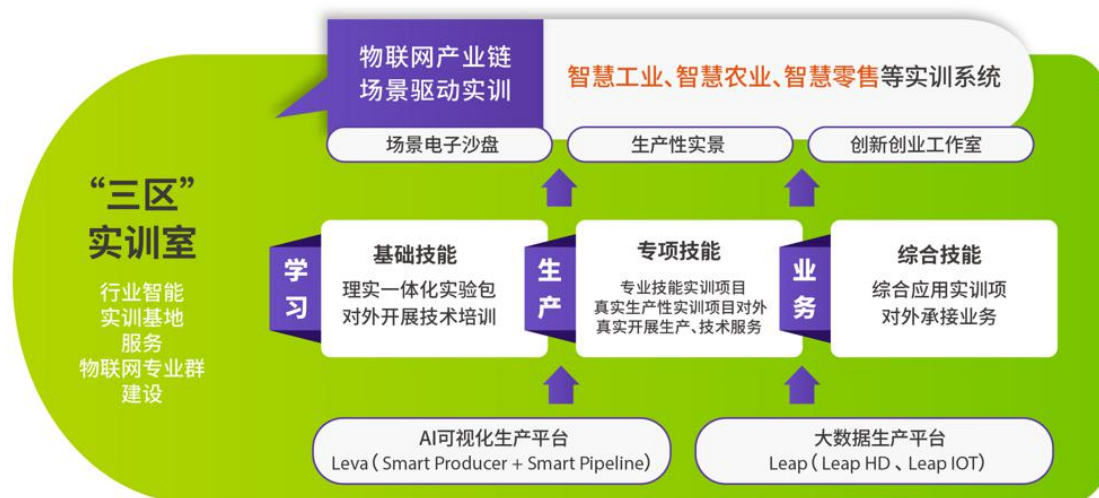 物联网产业链
场景驱动实训
智慧工业、智慧农业、智慧零售等实训系统
场景电子沙盘
生产性实景
创新创业工作室
“三区”
实训室
行业智能
实训基地
服务
物联网专业群
建设
学习
基础技能
理实一体化实验包
对外开展技术培训
生产
专项技能
专业技能实训项目
真实生产性实训项目对外
真实开展生产、技术服务
业务
综合技能
综合应用实训项
对外承接业务
AI可视化生产平台
Leva（Smart Producer + Smart Pipeline）
大数据生产平台
Leap（Leap HD 、Leap IOT）